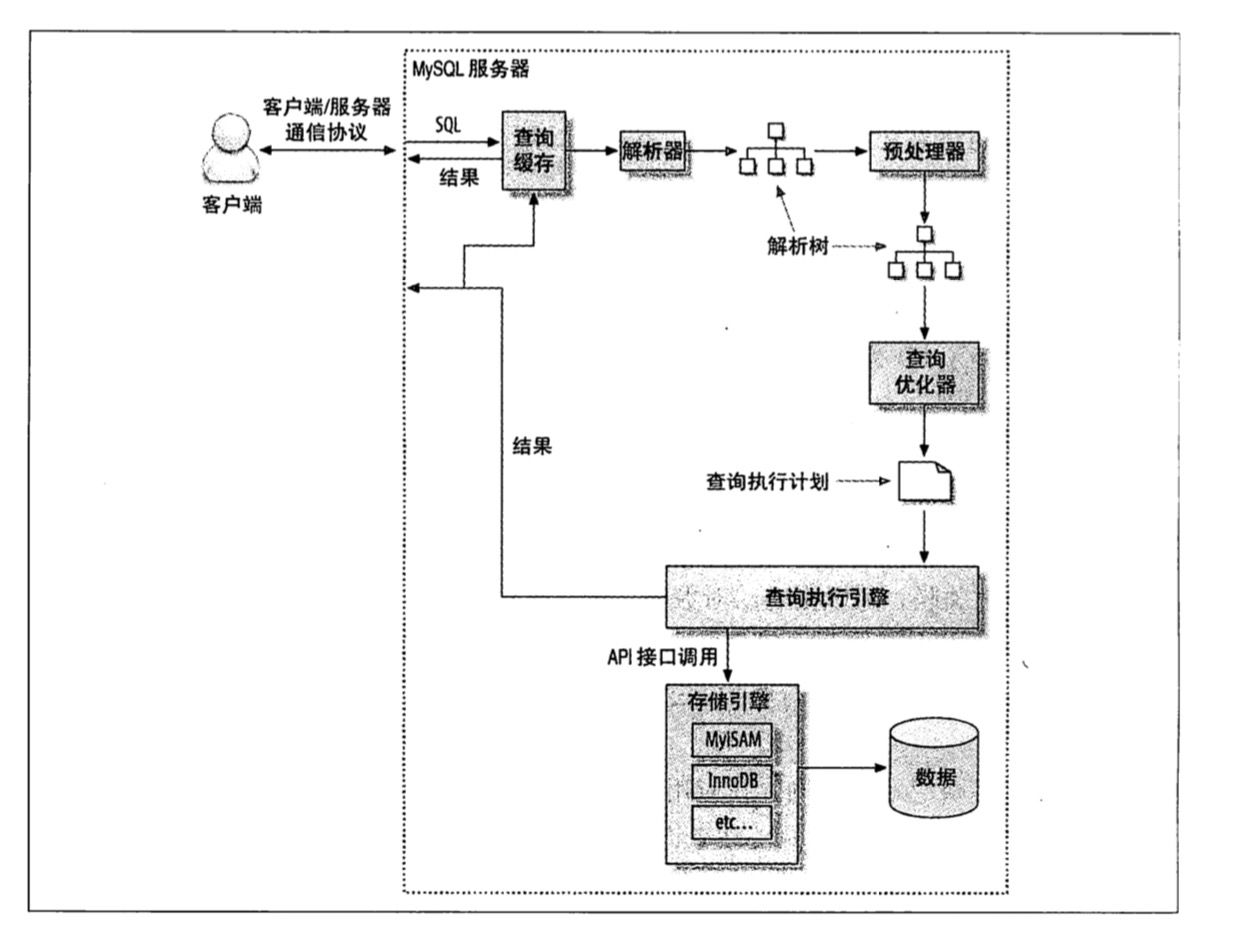 MySQL 服务器
客户端/服务器
通信协议
客户端
SQL
结果
查询
缓存
解析器
预处理器
解析树
查询
优化器
结果
查询执行计划
查询执行引擎
API 接口调用
存储引擎
MyISAM
InnoDB
etc...
数据